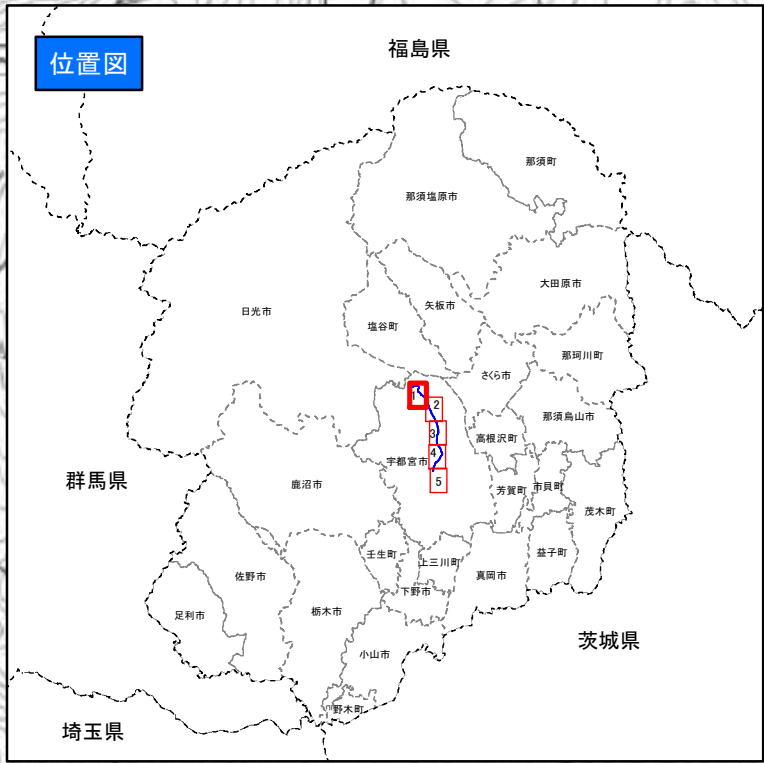 位置図
福島県
那須町
那須塩原市
大田原市
日光市
矢板市
塩谷町
那珂川町
さくら市
1
2
那須烏山市
3
高根沢町
4
宇都宮市
5
群馬県
鹿沼市
芳賀町
市貝町
茂木町
壬生町
上三川町
益子町
佐野市
真岡市
下野市
足利市
栃木市
茨城県
小山市
野木町
埼玉県